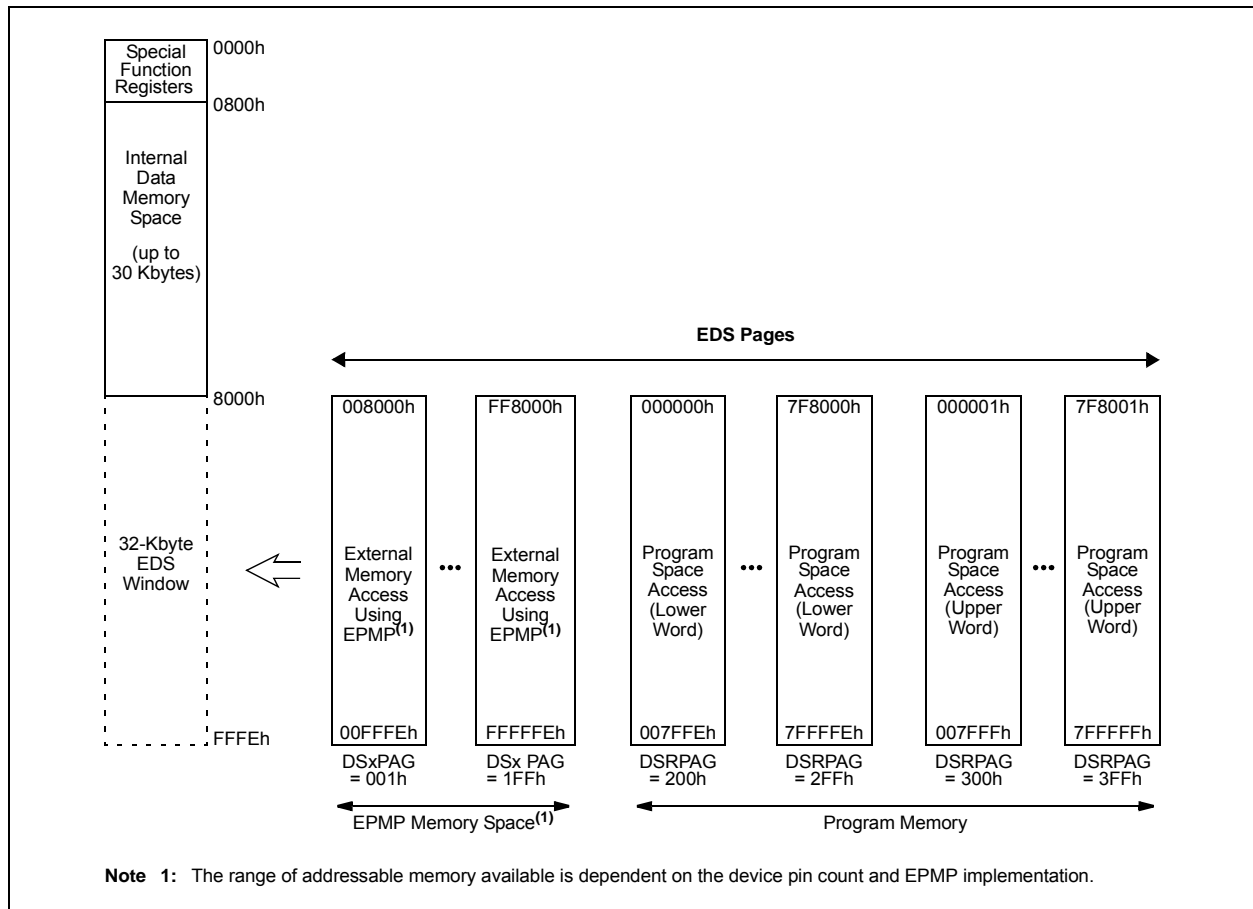 Special
Function
Registers
0000h
0800h
Internal
Data
Memory
Space
(up to
30 Kbytes)
EDS Pages
8000h
32-Kbyte
EDS
Window
FFFEh
008000h
External
Memory
Access
Using
EPMP(1)
00FFFEh
DSxPAG
= 001h
•••
FF8000h
External
Memory
Access
Using
EPMP(1)
FFFFFEh
DSx PAG
= 1FFh
EPMP Memory Space(1)
000000h
Program
Space
Access
(Lower
Word)
007FFEh
DSRPAG
= 200h
•••
7F8000h
Program
Space
Access
(Lower
Word)
7FFFFEh
DSRPAG
= 2FFh
000001h
Program
Space
Access
(Upper
Word)
007FFFh
DSRPAG
= 300h
•••
7F8001h
Program
Space
Access
(Upper
Word)
7FFFFFh
DSRPAG
= 3FFh
Program Memory
Note 1: The range of addressable memory available is dependent on the device pin count and EPMP implementation.